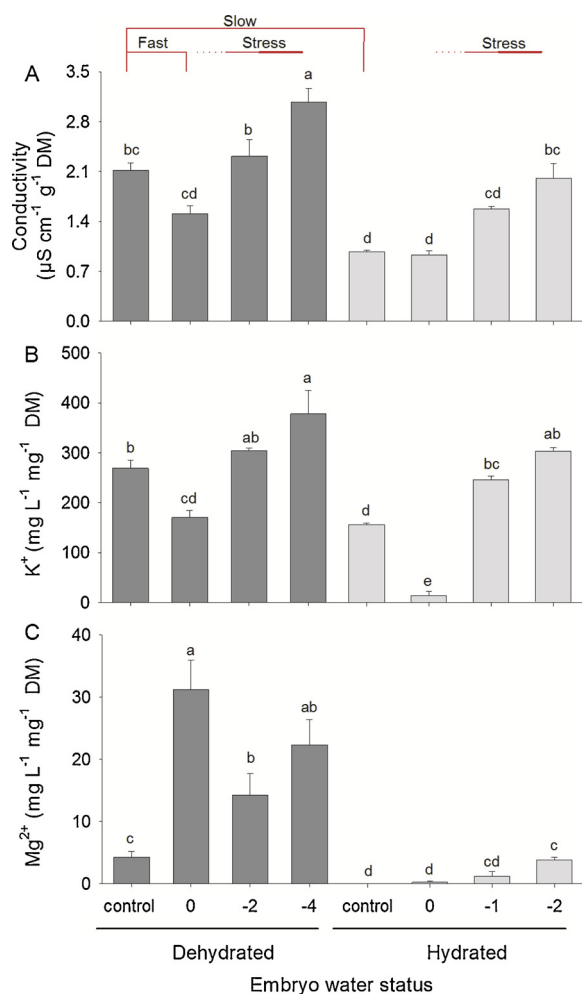 Slow
Fast Stress Stress
A
Conductivity
(µS cm⁻¹ g⁻¹ DM)
3.5
2.8
2.1
1.4
0.7
0.0
bc cd b a d d cd bc
B
K⁺ (mg L⁻¹ mg⁻¹ DM)
500
400
300
200
100
0
b cd ab a d e bc ab
C
Mg²⁺ (mg L⁻¹ mg⁻¹ DM)
40
30
20
10
0
c a b ab d d cd c
control 0 -2 -4 control 0 -1 -2
Dehydrated Hydrated
Embryo water status